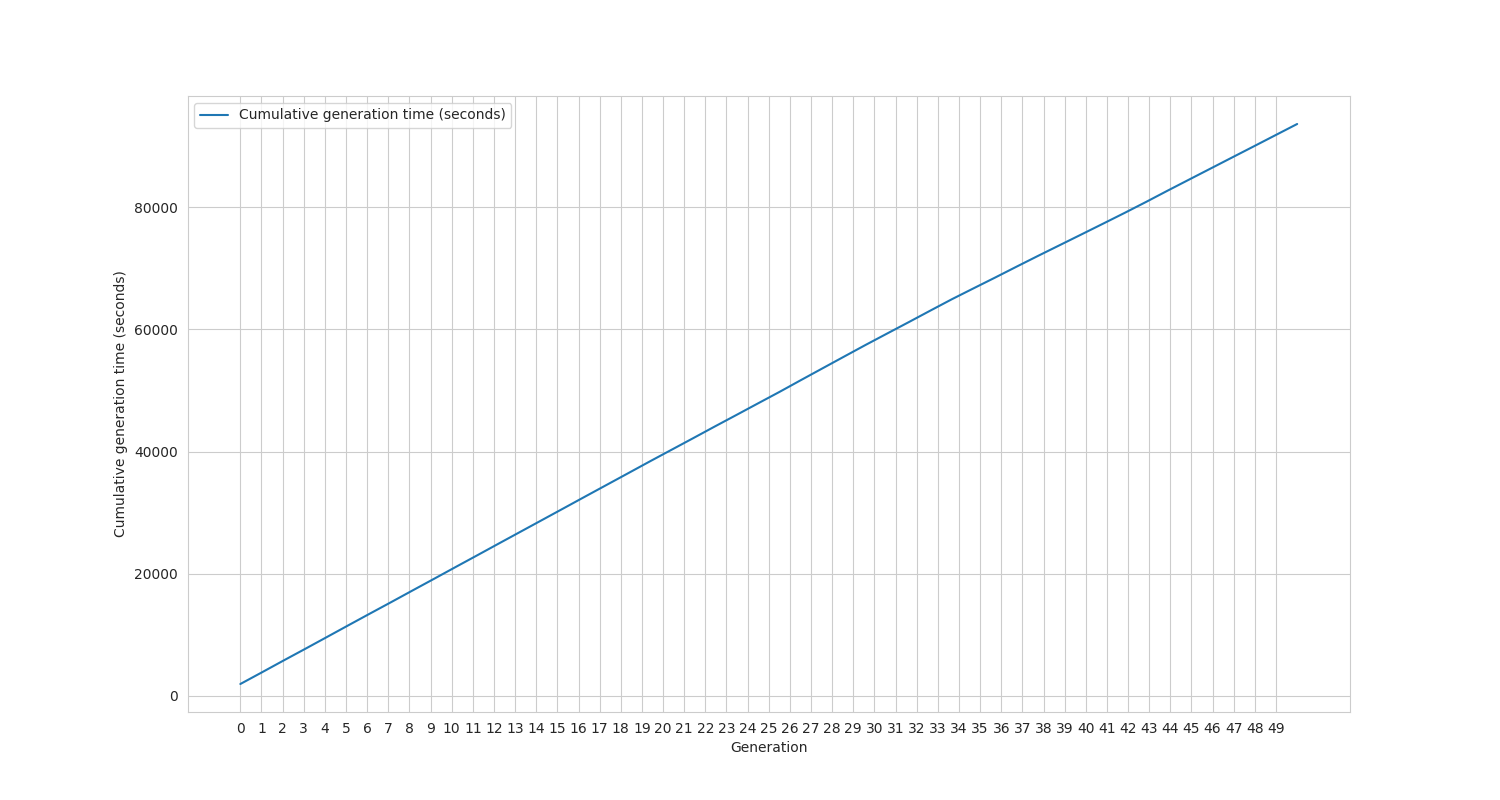 Cumulative generation time (seconds)
80000
60000
40000
20000
0
Cumulative generation time (seconds)
0 1 2 3 4 5 6 7 8 9 10 11 12 13 14 15 16 17 18 19 20 21 22 23 24 25 26 27 28 29 30 31 32 33 34 35 36 37 38 39 40 41 42 43 44 45 46 47 48 49
Generation